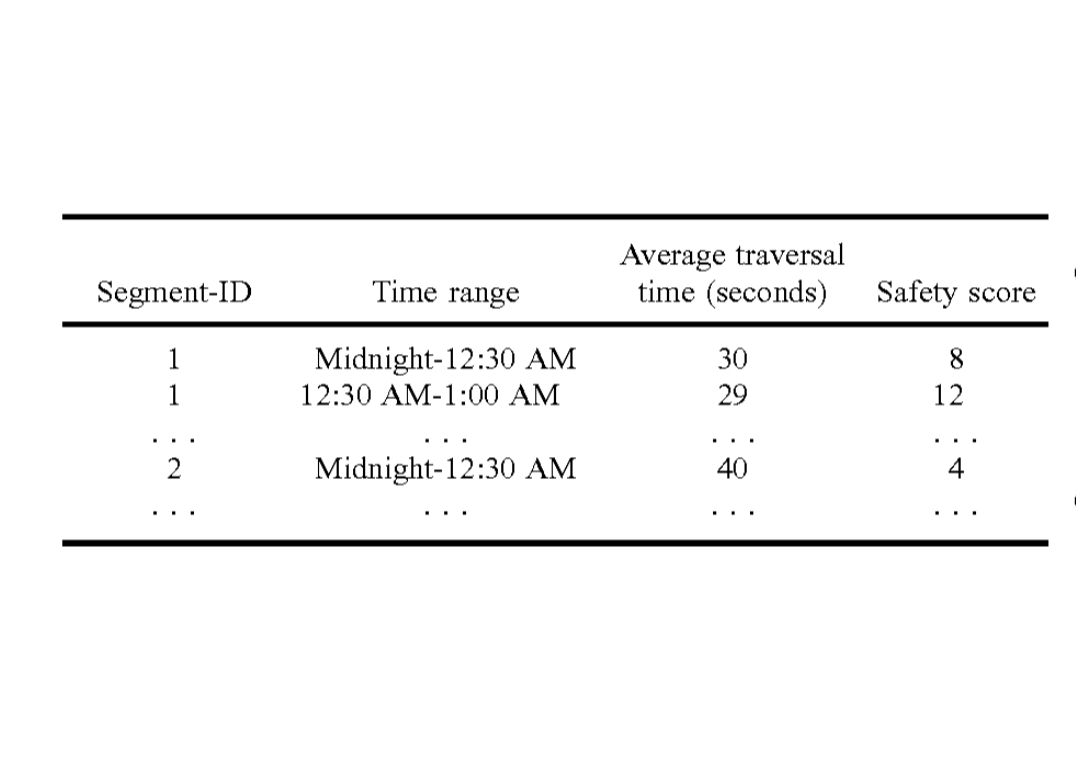 Average traversal
Segment-ID Time range time (seconds) Safety score
1 Midnight-12:30 AM 30 8
1 12:30 AM-1:00 AM 29 12
. . . . . . . . . . . .
2 Midnight-12:30 AM 40 4
. . . . . . . . . . . .